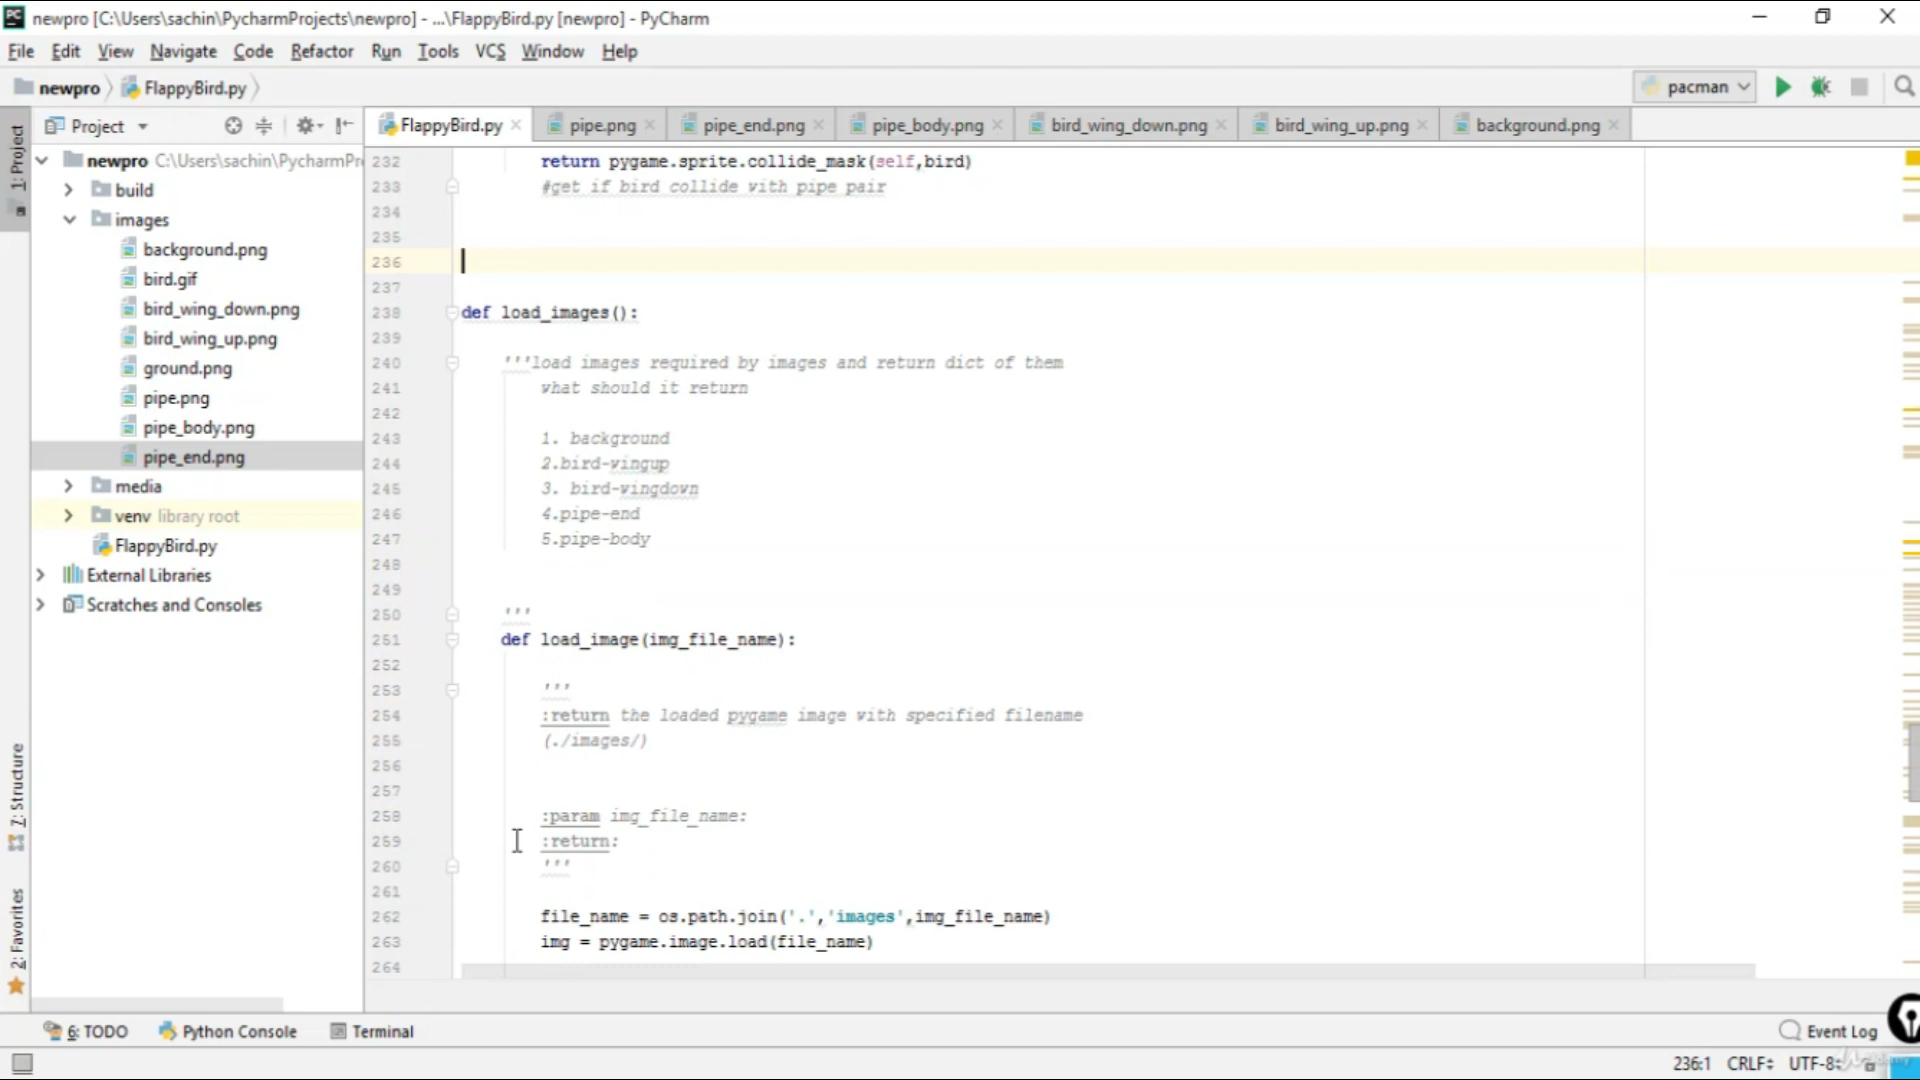 newpro [C:\Users\sachin\PycharmProjects\newpro] - ...\FlappyBird.py [newpro] - PyCharm
File Edit View Navigate Code Refactor Run Tools VCS Window Help
newpro FlappyBird.py pacman
Project FlappyBird.py pipe.png pipe_end.png pipe_body.png bird_wing_down.png bird_wing_up.png background.png
1: Project
7: Structure
2: Favorites
newpro C:\Users\sachin\PycharmPr
build
images
background.png
bird.gif
bird_wing_down.png
bird_wing_up.png
ground.png
pipe.png
pipe_body.png
pipe_end.png
media
venv library root
FlappyBird.py
External Libraries
Scratches and Consoles
232 return pygame.sprite.collide_mask(self,bird)
233 #get if bird collide with pipe pair
234
235
236
237
238 def load_images():
239
240 '''load images required by images and return dict of them
241 what should it return
242
243 1. background
244 2.bird-wingup
245 3. bird-wingdown
246 4.pipe-end
247 5.pipe-body
248
249
250 '''
251 def load_image(img_file_name):
252
253 '''
254 :return the loaded pygame image with specified filename
255 (./images/)
256
257
258 :param img_file_name:
259 :return:
260 '''
261
262 file_name = os.path.join('.','images',img_file_name)
263 img = pygame.image.load(file_name)
264
6: TODO Python Console Terminal Event Log
236:1 CRLF UTF-8